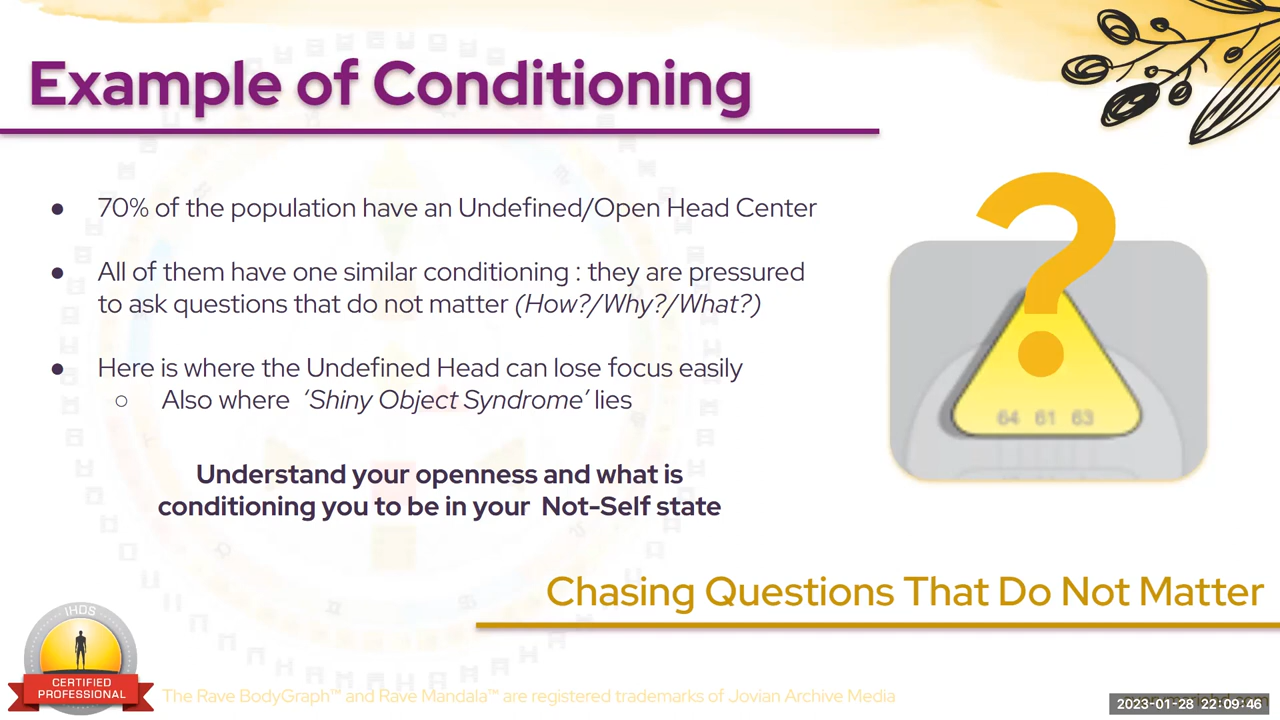 Example of Conditioning
● 70% of the population have an Undefined/Open Head Center
● All of them have one similar conditioning : they are pressured
to ask questions that do not matter (How?/Why?/What?)
● Here is where the Undefined Head can lose focus easily
○ Also where ‘Shiny Object Syndrome’ lies
Understand your openness and what is
conditioning you to be in your Not-Self state
?
64 61 63
Chasing Questions That Do Not Matter
IHDS
CERTIFIED
PROFESSIONAL
The Rave BodyGraph™ and Rave Mandala™ are registered trademarks of Jovian Archive Media
2023-01-28 22:09:46